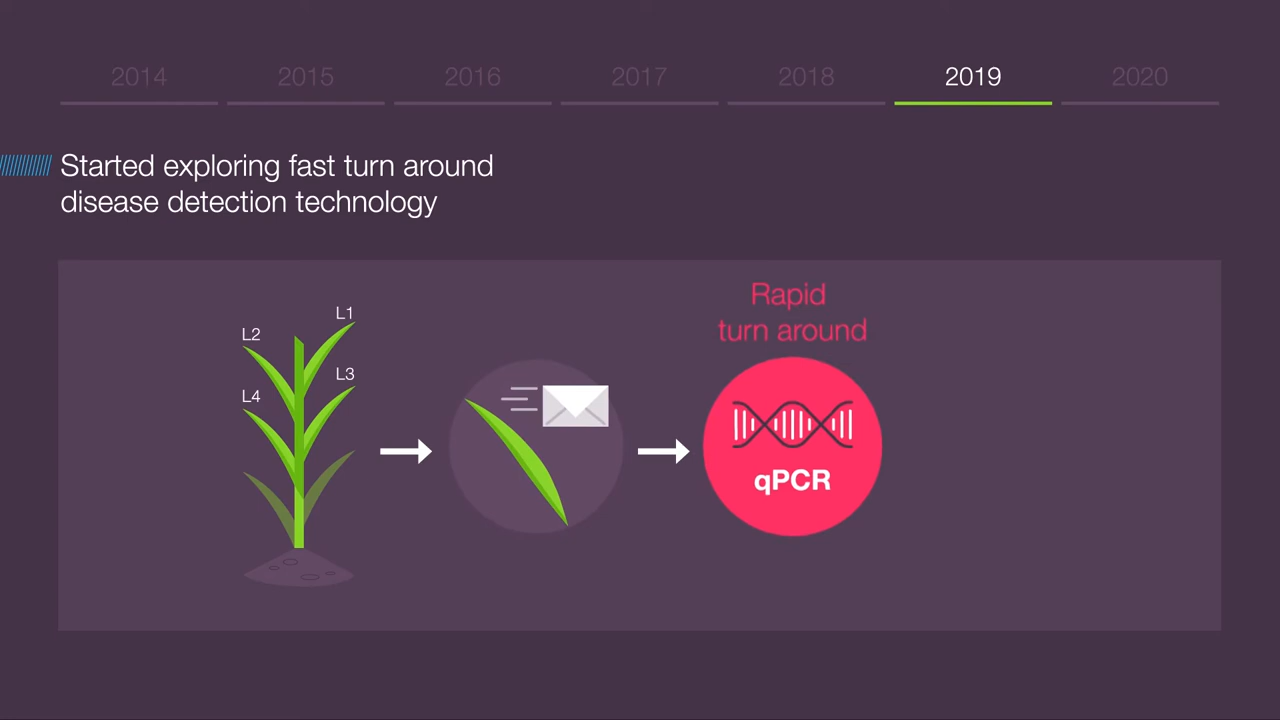 2014 2015 2016 2017 2018 2019 2020
Started exploring fast turn around
disease detection technology
Rapid
turn around
L1
L2
L3
L4
qPCR